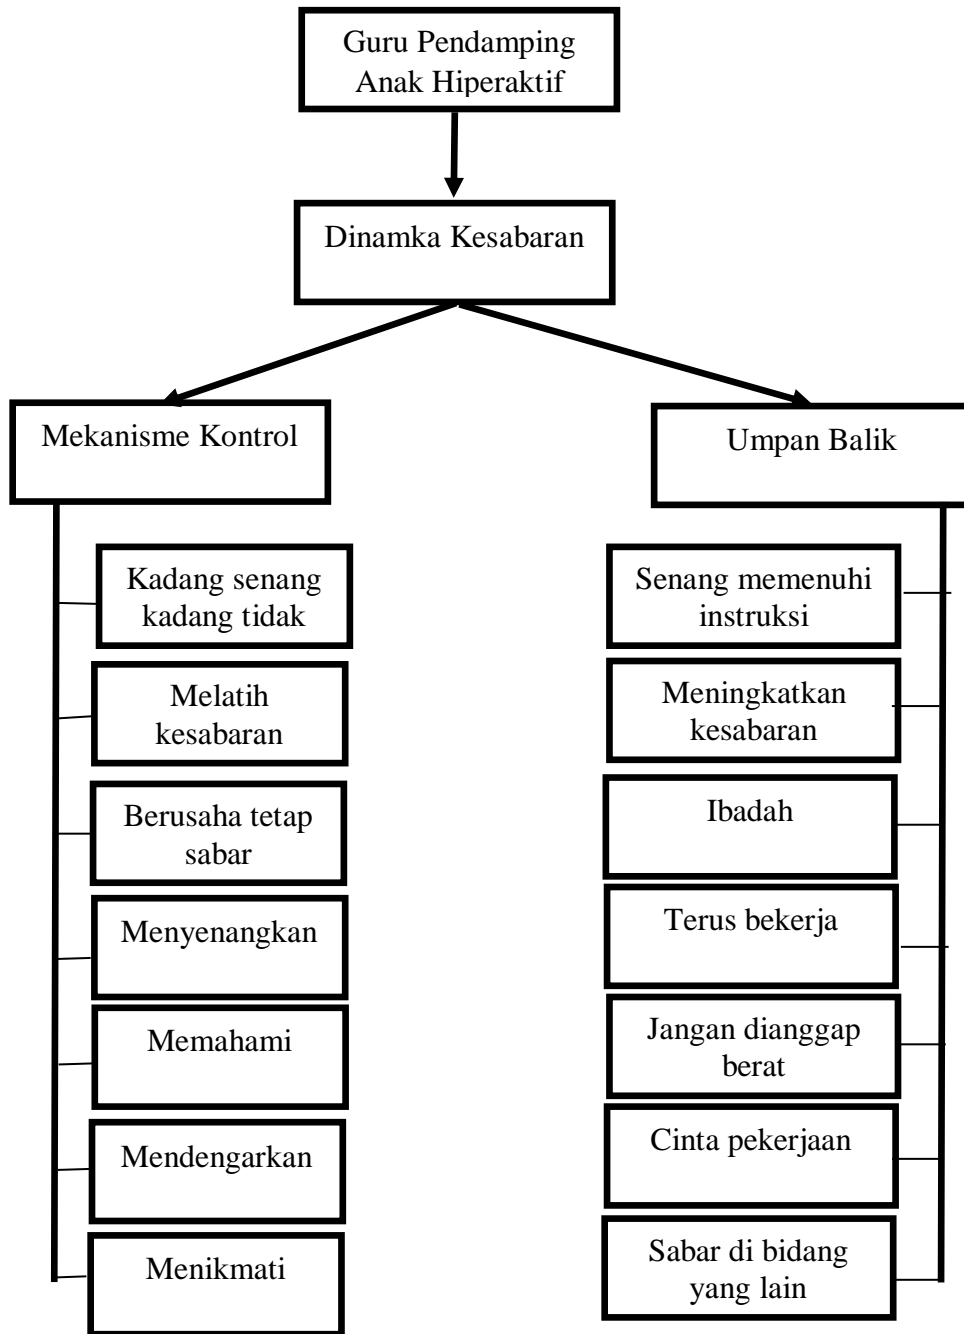 Guru Pendamping
Anak Hiperaktif
Dinamka Kesabaran
Mekanisme Kontrol
Kadang senang
kadang tidak
Melatih
kesabaran
Berusaha tetap
sabar
Menyenangkan
Memahami
Mendengarkan
Menikmati
Umpan Balik
Senang memenuhi
instruksi
Meningkatkan
kesabaran
Ibadah
Terus bekerja
Jangan dianggap
berat
Cinta pekerjaan
Sabar di bidang
yang lain